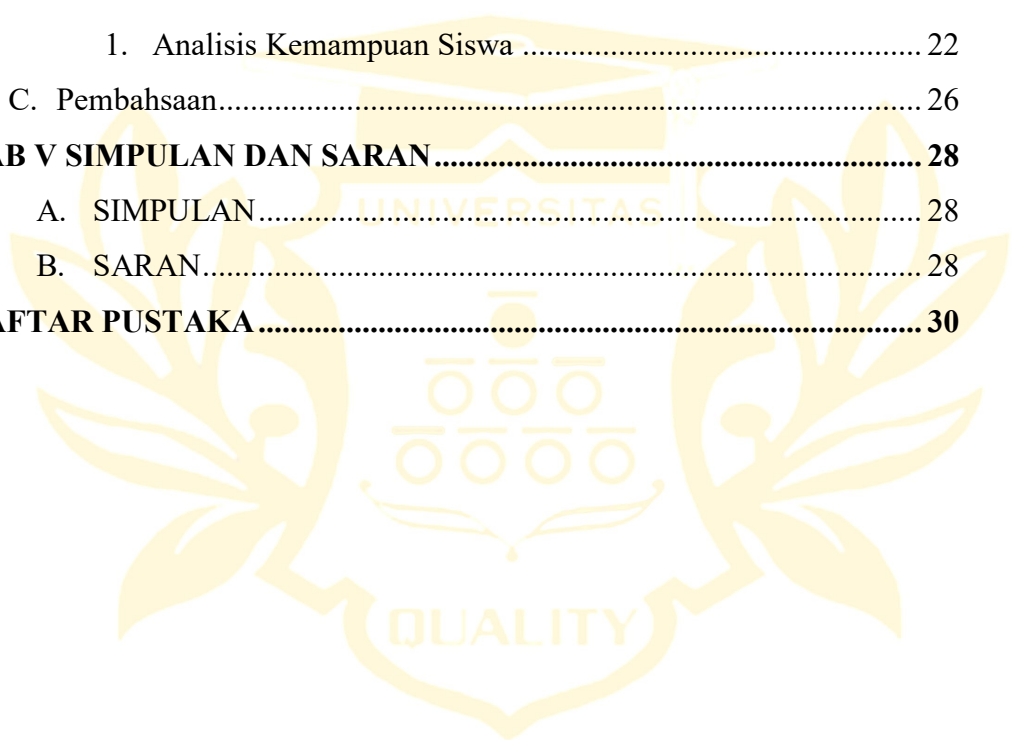 1. Analisis Kemampuan Siswa ................................................. 22
C. Pembahsaan....................................................................................... 26
AB V SIMPULAN DAN SARAN............................................................ 28
A. SIMPULAN.................................................................................. 28
UNIVERSITAS
B. SARAN......................................................................................... 28
AFTAR PUSTAKA.................................................................................. 30
QUALITY